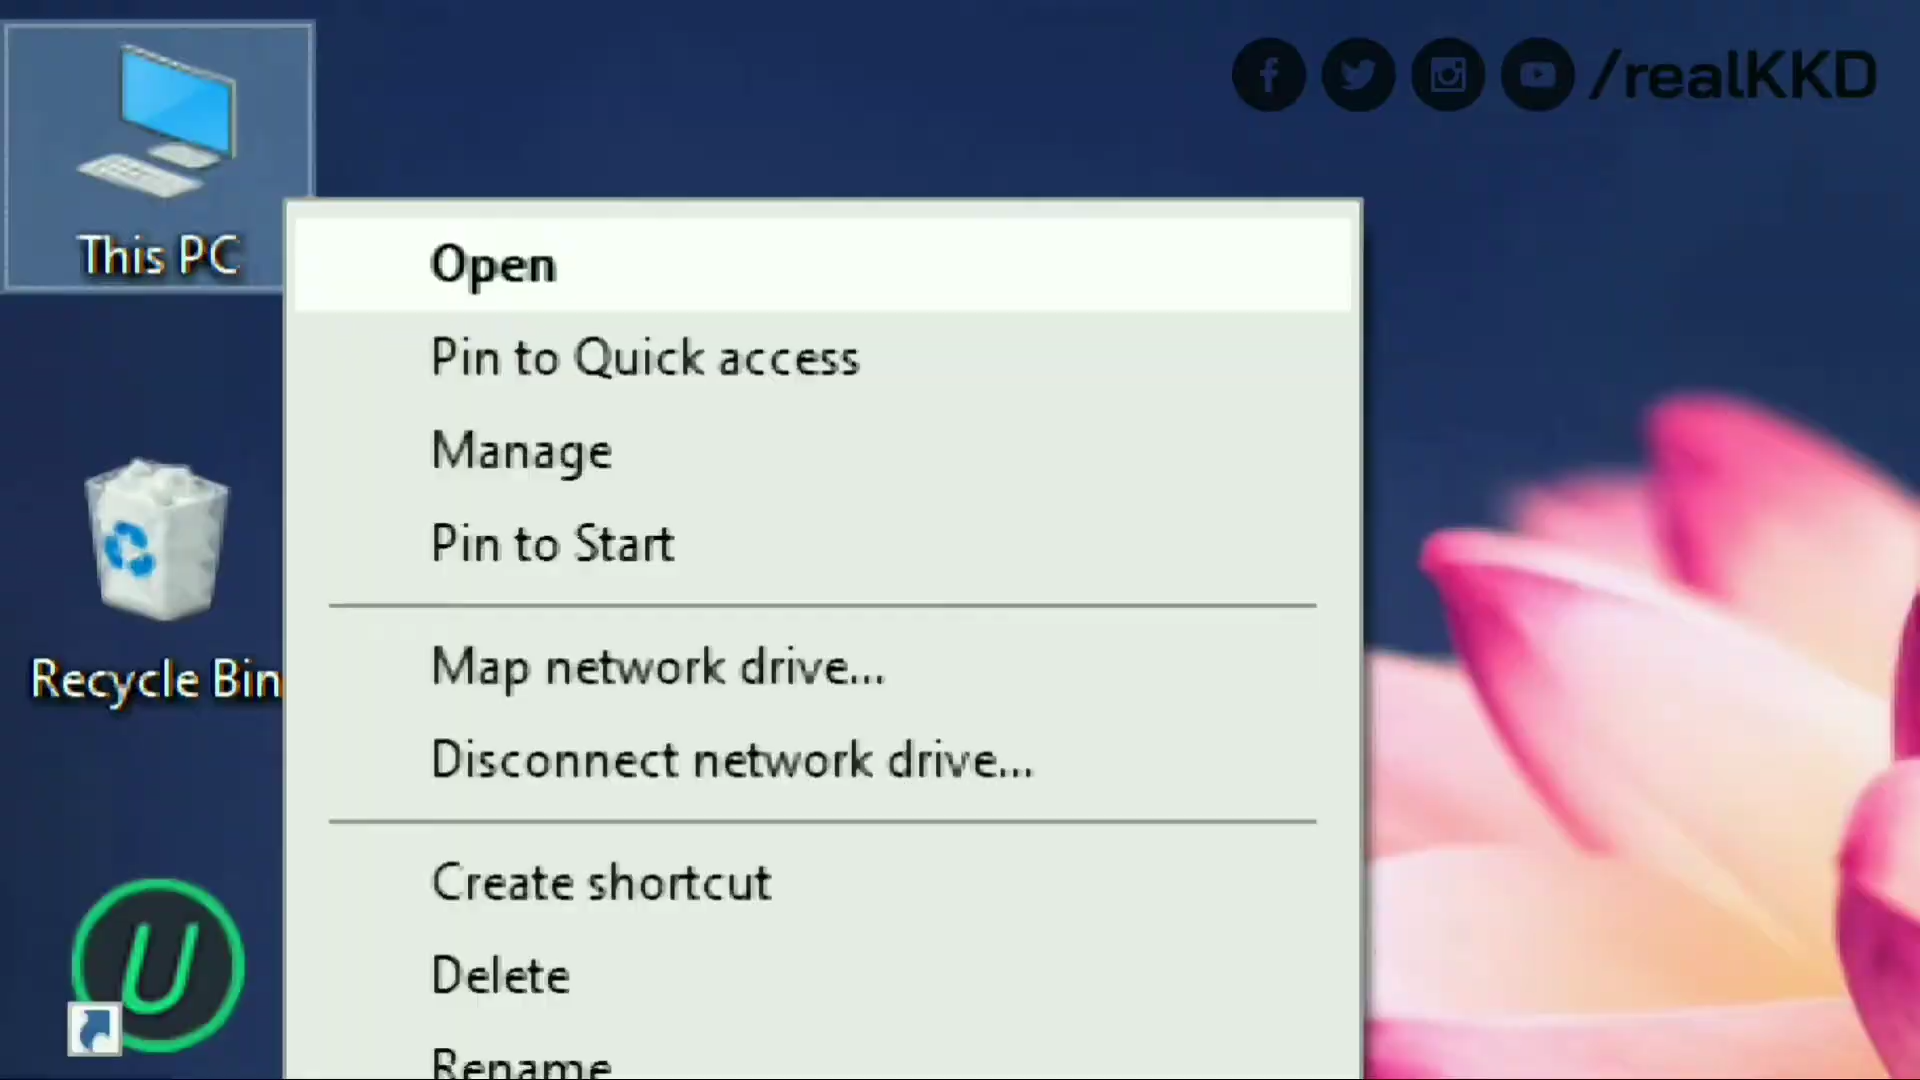 /realKKD
This PC
Open
Pin to Quick access
Manage
Pin to Start
Recycle Bin
Map network drive...
Disconnect network drive...
Create shortcut
Delete
U
Rename